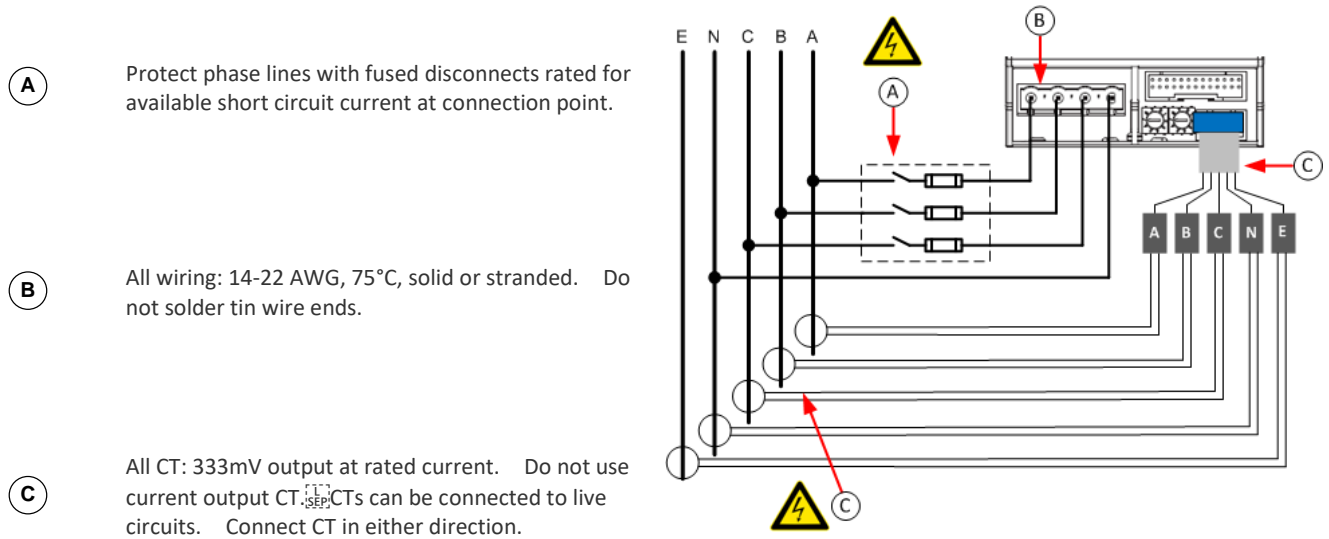 A
Protect phase lines with fused disconnects rated for
available short circuit current at connection point.
B
All wiring: 14-22 AWG, 75°C, solid or stranded. Do
not solder tin wire ends.
C
All CT: 333mV output at rated current. Do not use
current output CT. L SEP CTs can be connected to live
circuits. Connect CT in either direction.
E N C B A
B
A
C
A B C N E
C